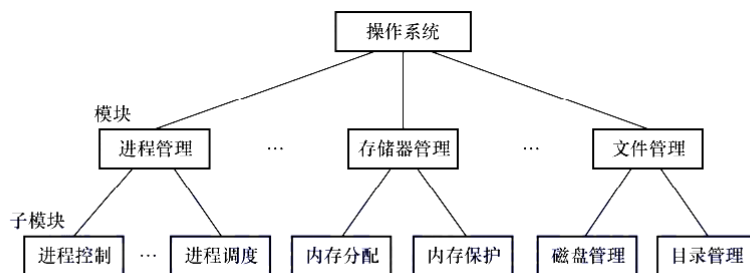 操作系统
模块
进程管理 … 存储器管理 … 文件管理
子模块
进程控制 … 进程调度 内存分配 内存保护 磁盘管理 目录管理